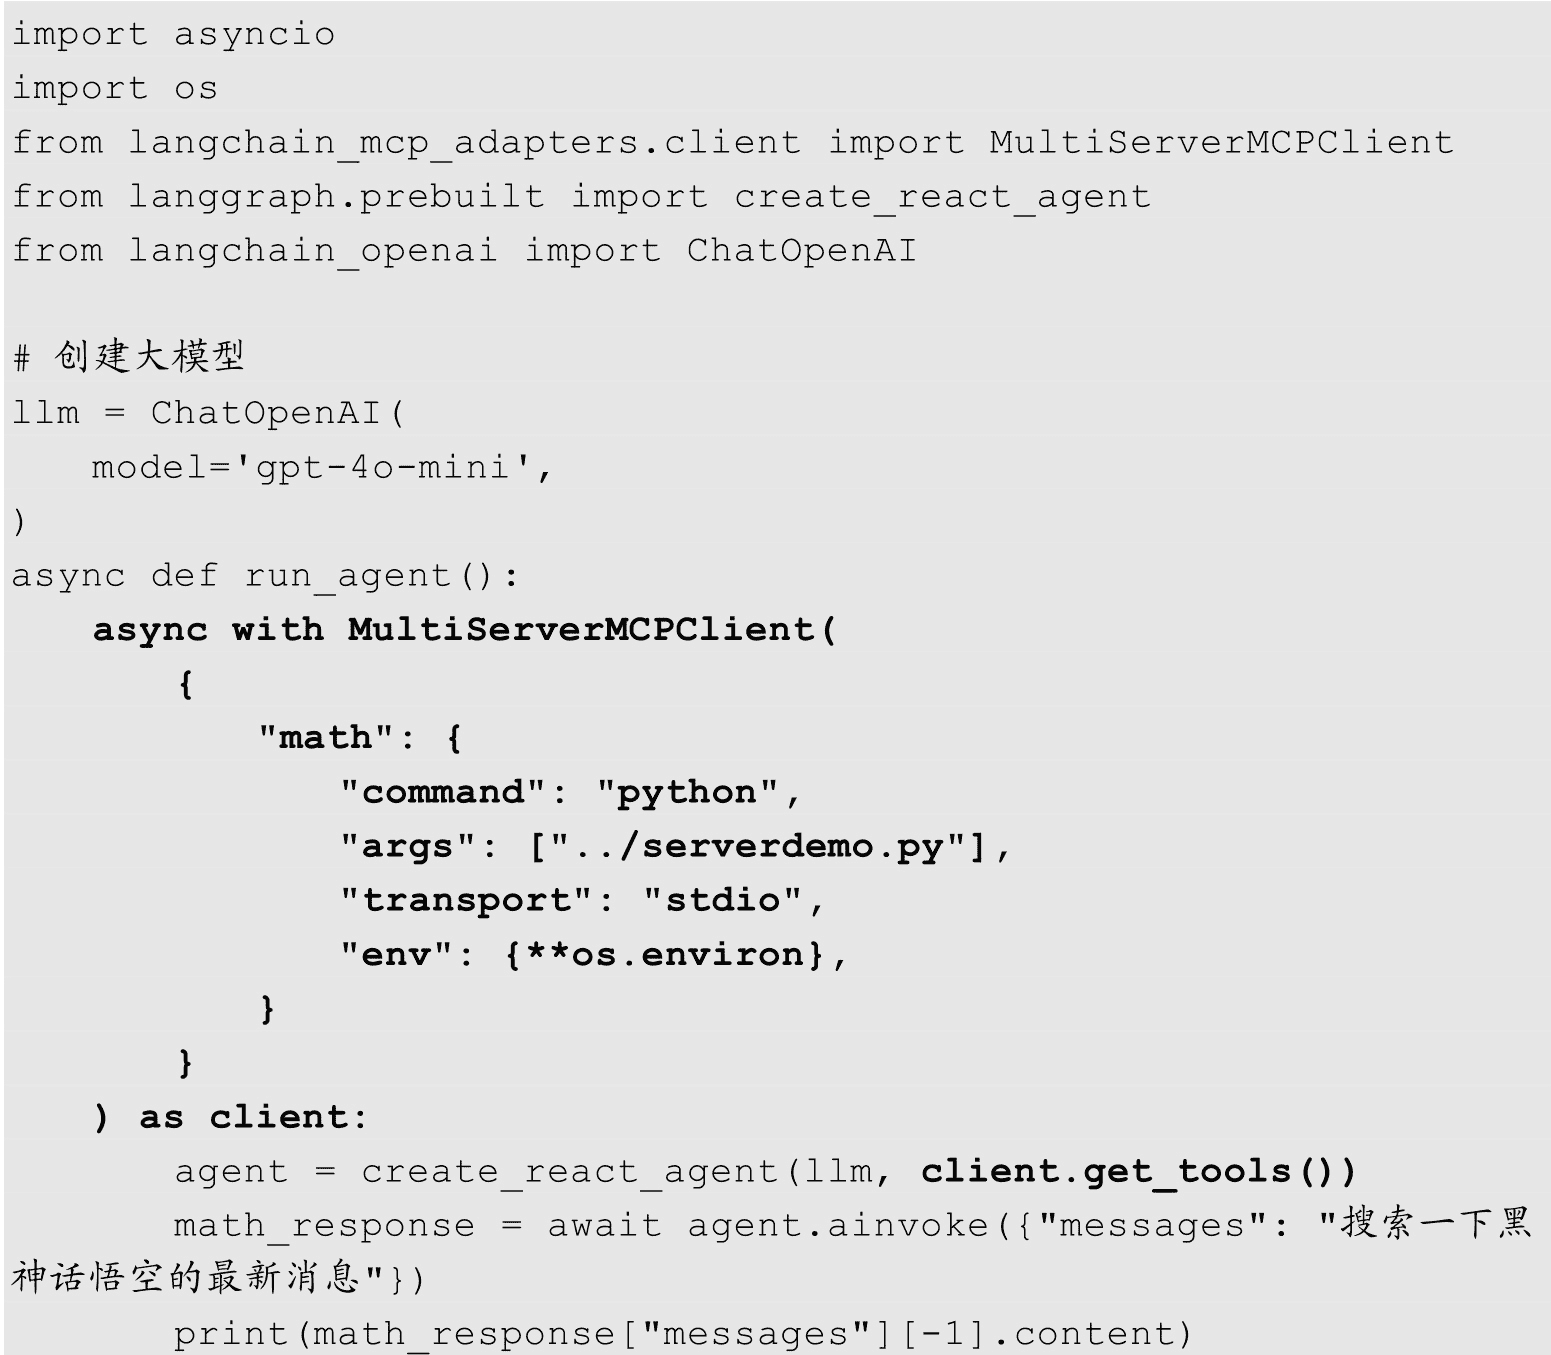 import asyncio
import os
from langchain_mcp_adapters.client import MultiServerMCPClient
from langgraph.prebuilt import create_react_agent
from langchain_openai import ChatOpenAI

# 创建大模型
llm = ChatOpenAI(
    model='gpt-4o-mini',
)
async def run_agent():
    async with MultiServerMCPClient(
        {
            "math": {
                "command": "python",
                "args": ["../serverdemo.py"],
                "transport": "stdio",
                "env": {**os.environ},
            }
        }
    ) as client:
        agent = create_react_agent(llm, client.get_tools())
        math_response = await agent.ainvoke({"messages": "搜索一下黑
神话悟空的最新消息"})
        print(math_response["messages"][-1].content)